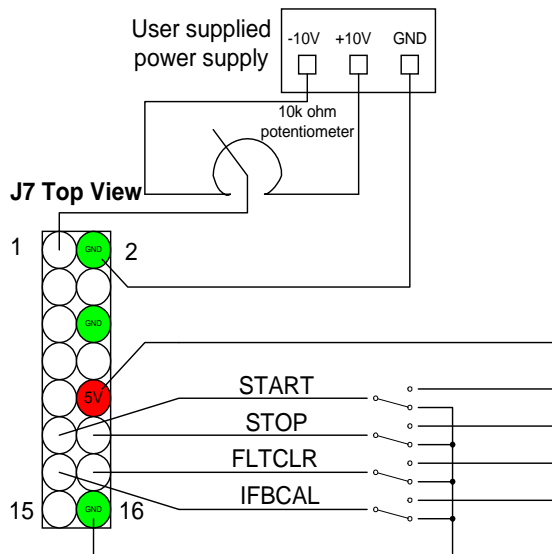 User supplied
power supply
-10V +10V GND
10k ohm
potentiometer
J7 Top View
1 GND 2
GND
5V
START
STOP
FLTCLR
IFBCAL
15 GND 16